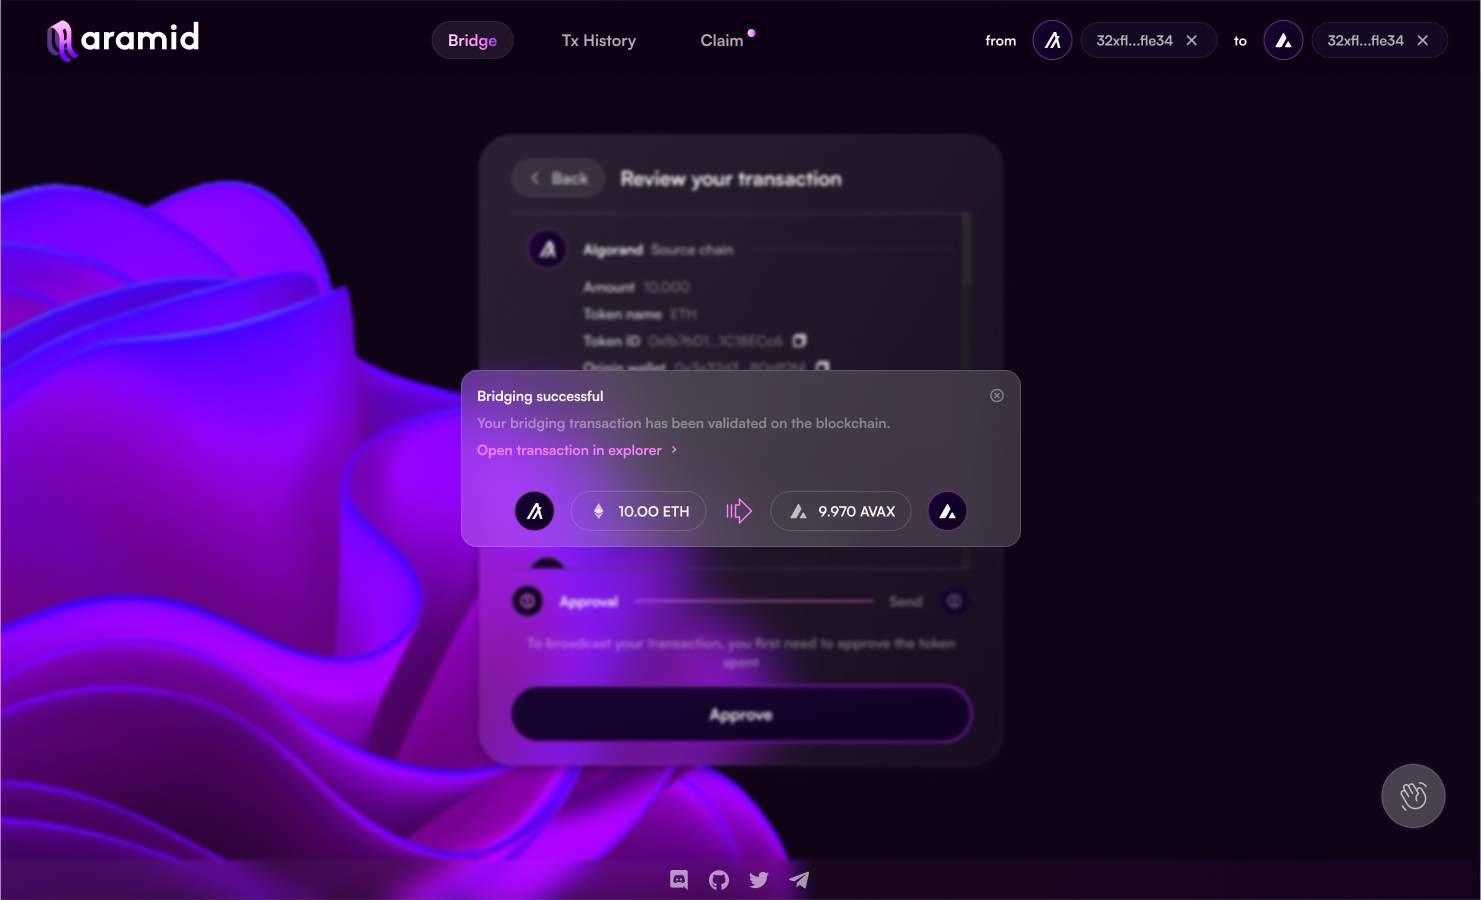 aramid
Bridge
Tx History
Claim
from
32xfl...fle34
to
32xfl...fle34
Back
Review your transaction
Algorand Source chain
Amount 10.000
Token name ETH
Token ID 0xfb76D1...1C18ECc6
Origin wallet
Bridging successful
Your bridging transaction has been validated on the blockchain.
Open transaction in explorer
10.00 ETH
9.970 AVAX
Approval
Send
To broadcast your transaction, you first need to approve the token
spent
Approve